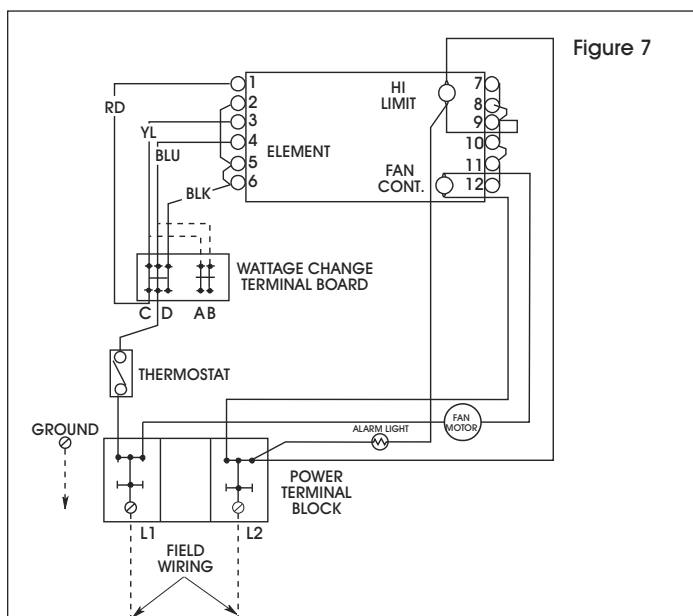 Figure 7
RD
YL
BLU
BLK
1
2
3
4
5
6
ELEMENT
HI
LIMIT
FAN
CONT.
7
8
9
10
11
12
WATTAGE CHANGE
TERMINAL BOARD
C D AB
THERMOSTAT
GROUND
ALARM LIGHT
FAN
MOTOR
POWER
TERMINAL
BLOCK
L1 L2
FIELD
WIRING